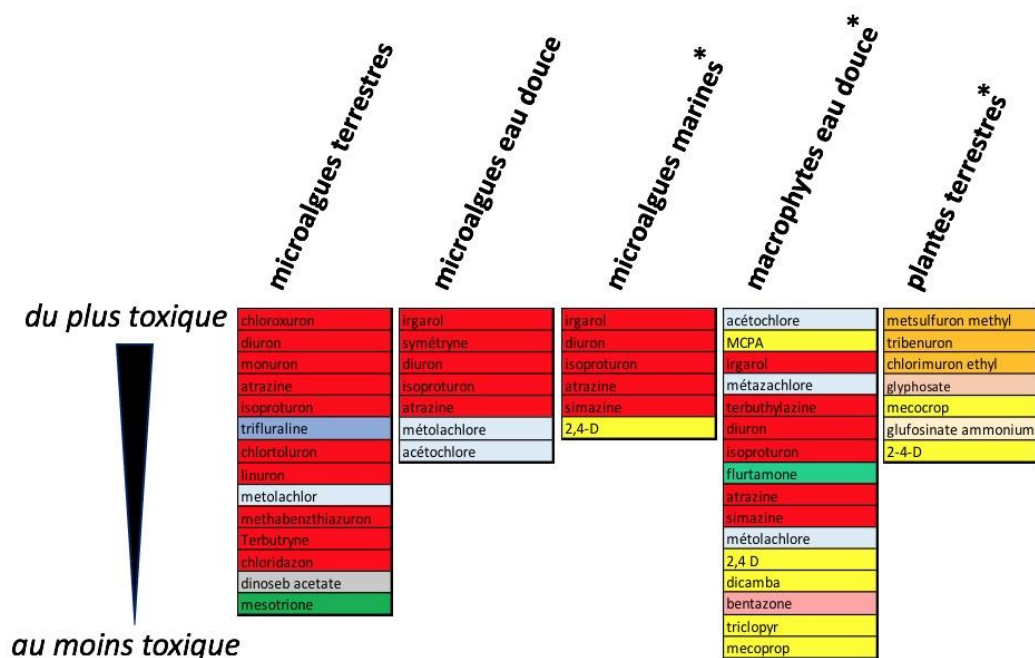 microalgues terrestres
microalgues eau douce
microalgues marines*
macrophytes eau douce*
plantes terrestres*
du plus toxique
au moins toxique
chloroxuron
diuron
monuron
atrazine
isoproturon
trifluraline
chlortoluron
linuron
metolachlor
methabenzthiazuron
Terbutryne
chloridazon
dinoseb acetate
mesotrione
irgarol
symétryne
diuron
isoproturon
atrazine
métolachlore
acétochlore
irgarol
diuron
isoproturon
atrazine
simazine
2,4-D
acétochlore
MCPA
irgarol
métazachlore
terbuthylazine
diuron
isoproturon
flurtamone
atrazine
simazine
métolachlore
2,4 D
dicamba
bentazone
triclopyr
mecoprop
metsulfuron methyl
tribenuron
chlorimuron ethyl
glyphosate
mecocrop
glufosinate ammonium
2-4-D